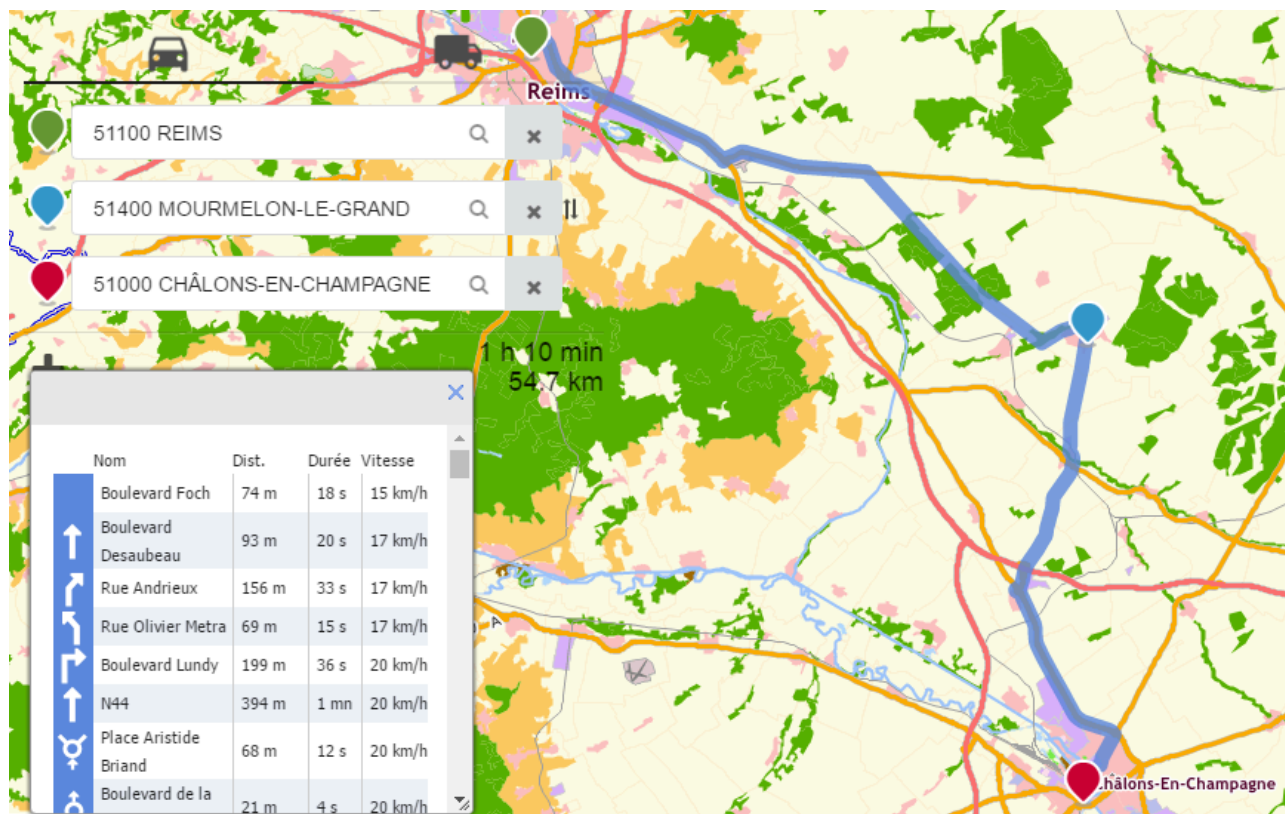 Reims
51100 REIMS
51400 MOURMELON-LE-GRAND
51000 CHÂLONS-EN-CHAMPAGNE
1 h 10 min
54.7 km
Nom Dist. Durée Vitesse
Boulevard Foch 74 m 18 s 15 km/h
Boulevard
Desaubeau 93 m 20 s 17 km/h
Rue Andrieux 156 m 33 s 17 km/h
Rue Olivier Metra 69 m 15 s 17 km/h
Boulevard Lundy 199 m 36 s 20 km/h
N44 394 m 1 mn 20 km/h
Place Aristide
Briand 68 m 12 s 20 km/h
Boulevard de la
21 m 4 s 20 km/h
A
Châlons-En-Champagne